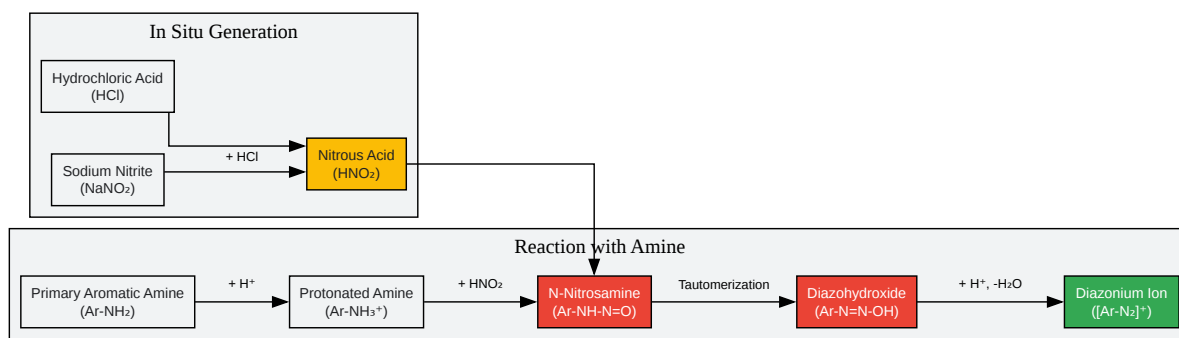 In Situ Generation
Hydrochloric Acid
(HCl)
+ HCl
Sodium Nitrite
(NaNO₂)
Nitrous Acid
(HNO₂)
Reaction with Amine
Primary Aromatic Amine
(Ar-NH₂)
+ H⁺
Protonated Amine
(Ar-NH₃⁺)
+ HNO₂
N-Nitrosamine
(Ar-NH-N=O)
Tautomerization
Diazohydroxide
(Ar-N=N-OH)
+ H⁺, -H₂O
Diazonium Ion
([Ar-N₂]⁺)